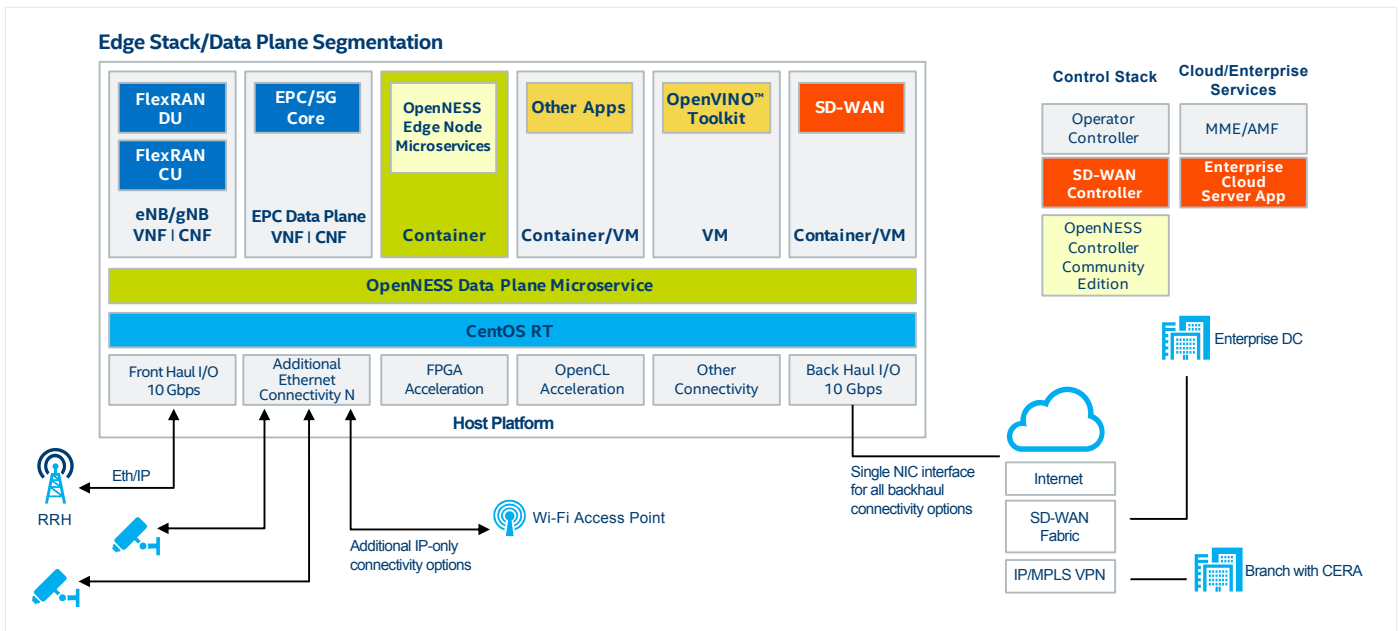 Edge Stack/Data Plane Segmentation
FlexRAN
DU
FlexRAN
CU
eNB/gNB
VNF | CNF
EPC/5G
Core
EPC Data Plane
VNF | CNF
OpenNESS
Edge Node
Microservices
Container
Other Apps
Container/VM
OpenVINO™
Toolkit
VM
SD-WAN
Container/VM
OpenNESS Data Plane Microservice
CentOS RT
Front Haul I/O
10 Gbps
Additional
Ethernet
Connectivity N
FPGA
Acceleration
OpenCL
Acceleration
Other
Connectivity
Back Haul I/O
10 Gbps
Host Platform
Control Stack
Operator
Controller
SD-WAN
Controller
OpenNESS
Controller
Community
Edition
Cloud/Enterprise
Services
MME/AMF
Enterprise
Cloud
Server App
Enterprise DC
Eth/IP
RRH
Wi-Fi Access Point
Additional IP-only
connectivity options
Single NIC interface
for all backhaul
connectivity options
Internet
SD-WAN
Fabric
IP/MPLS VPN
Branch with CERA